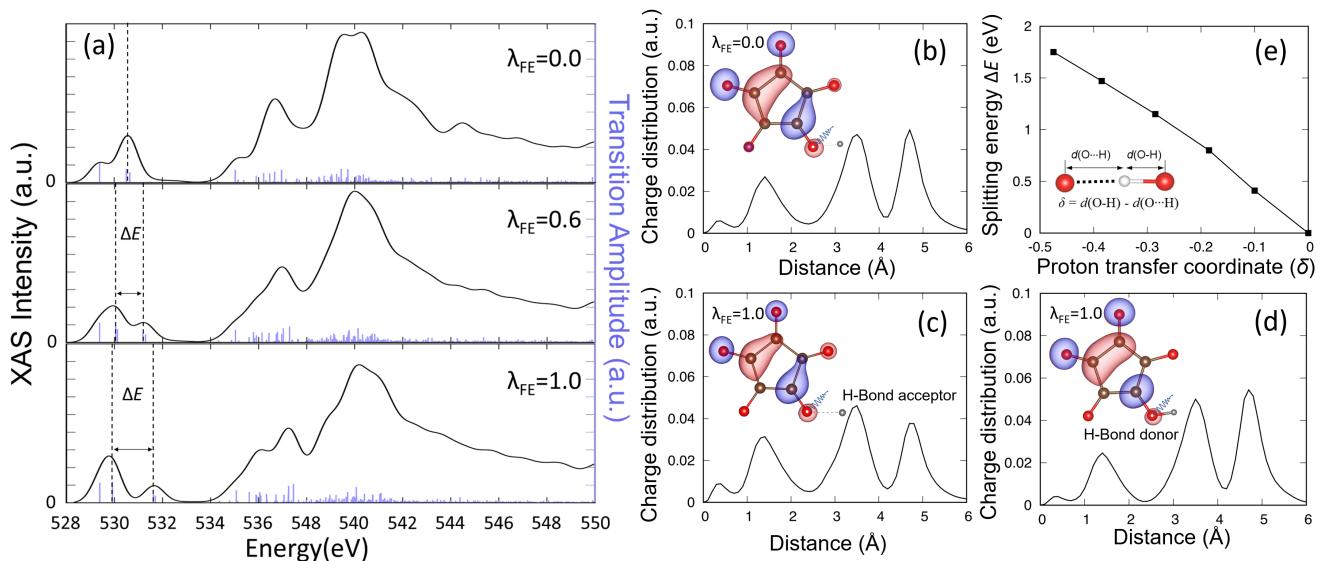 (a)
λFE=0.0
ΔE
λFE=0.6
ΔE
λFE=1.0
0
0
0
528 530 532 534 536 538 540 542 544 546 548 550
Energy(eV)
XAS Intensity (a.u.)
Transition Amplitude (a.u.)
(b)
λFE=0.0
0.1
0.08
0.06
0.04
0.02
0
0 1 2 3 4 5 6
Distance (Å)
Charge distribution (a.u.)
(e)
2
1.5
1
0.5
0
-0.5 -0.4 -0.3 -0.2 -0.1 0
Proton transfer coordinate (δ)
Splitting energy ΔE (eV)
d(O···H) d(O-H)
δ = d(O-H) - d(O···H)
(c)
λFE=1.0
H-Bond acceptor
0.1
0.08
0.06
0.04
0.02
0
0 1 2 3 4 5 6
Distance (Å)
Charge distribution (a.u.)
(d)
λFE=1.0
H-Bond donor
0.1
0.08
0.06
0.04
0.02
0
0 1 2 3 4 5 6
Distance (Å)
Charge distribution (a.u.)